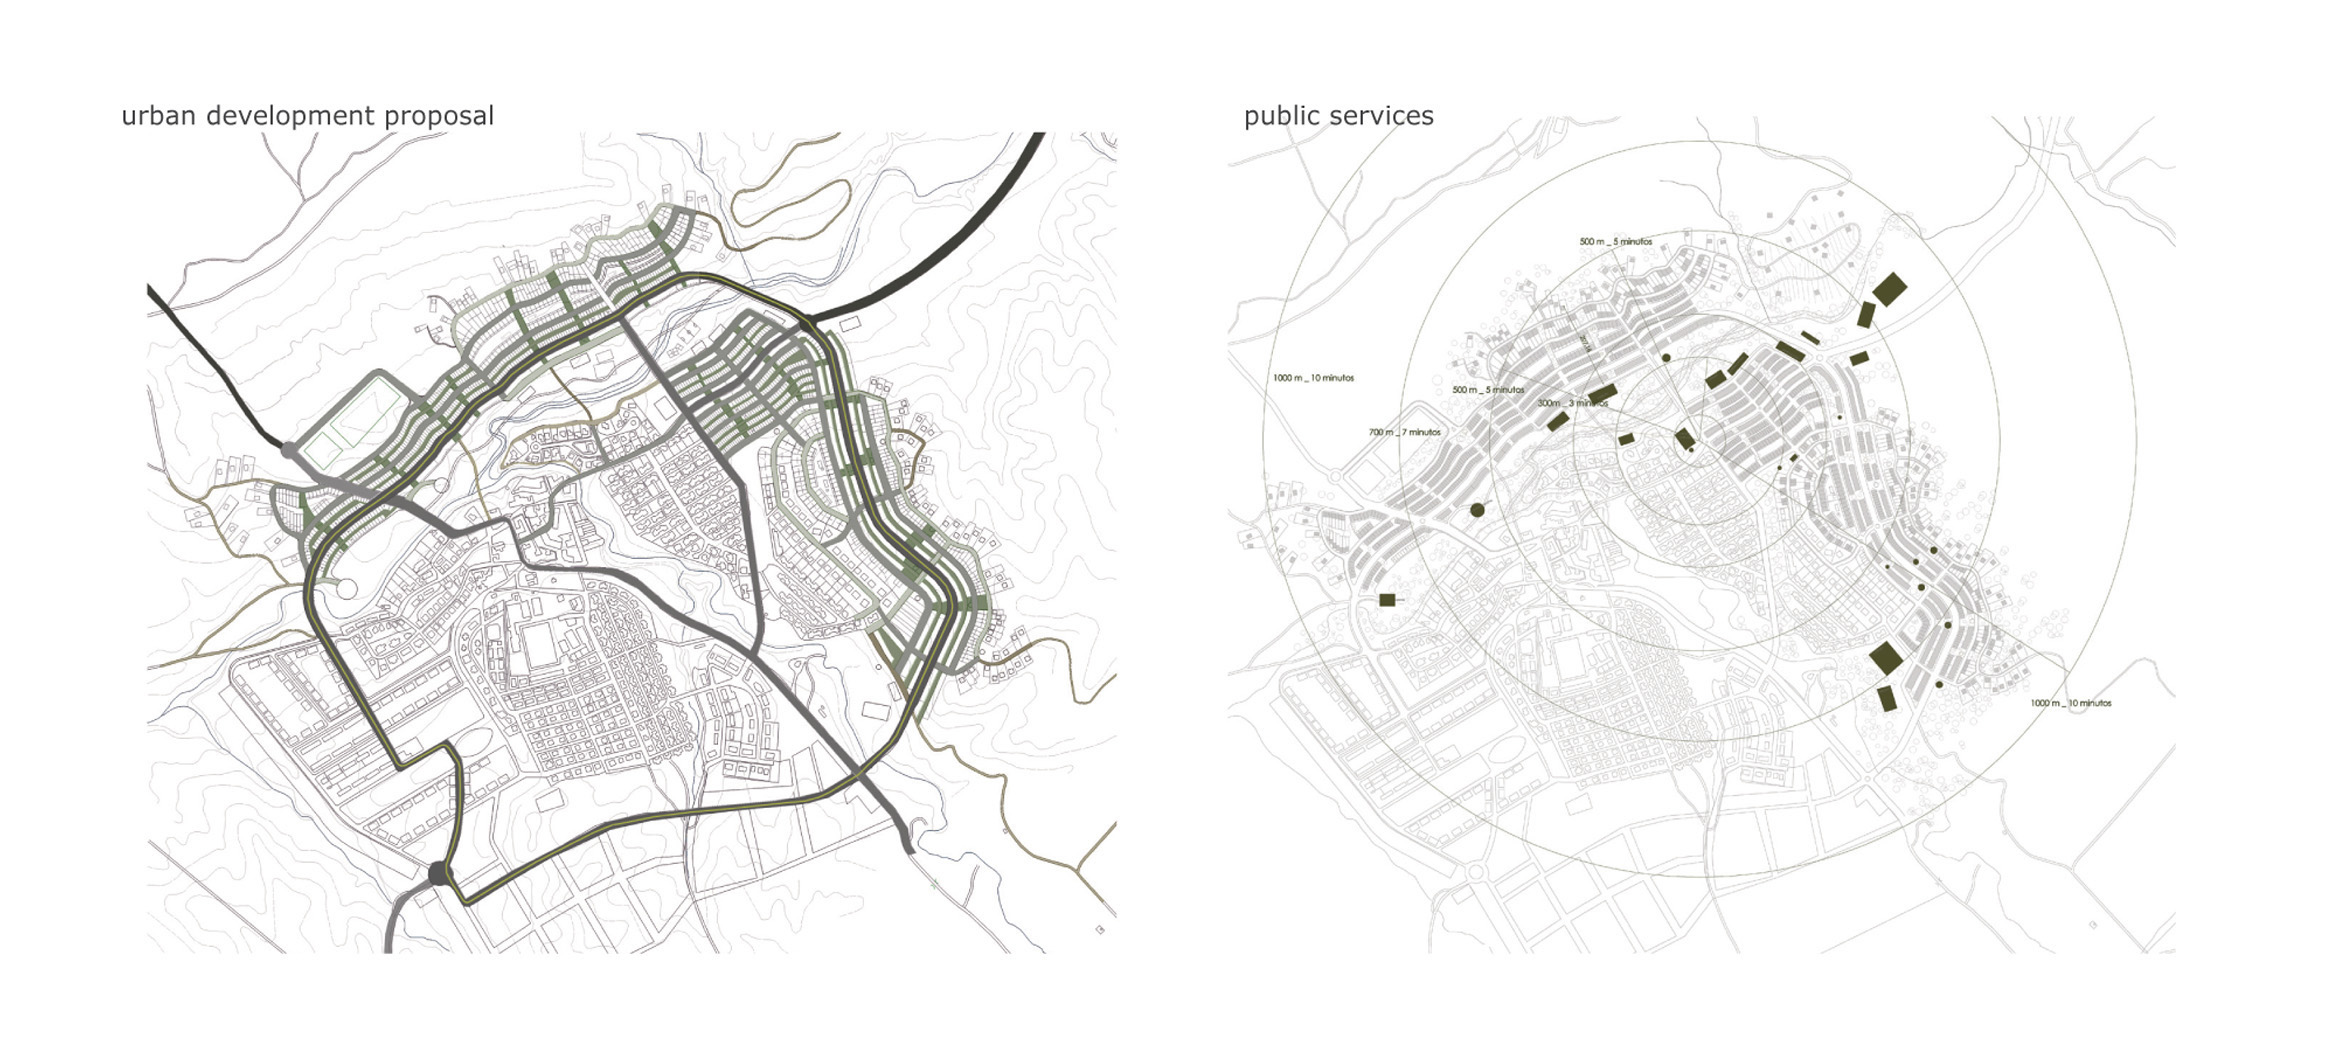 urban development proposal
public services
500 m _ 5 minutos
1000 m _ 10 minutos
500 m _ 5 minutos
300m _ 3 minutos
700 m _ 7 minutos
1000 m _ 10 minutos